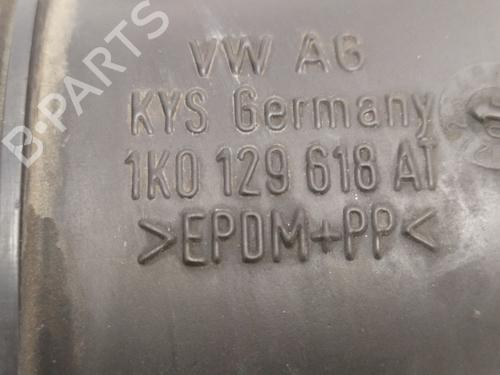 B-PARTS
VW AG
KYS Germany
1K0 129 618 AT
>EPDM+PP<